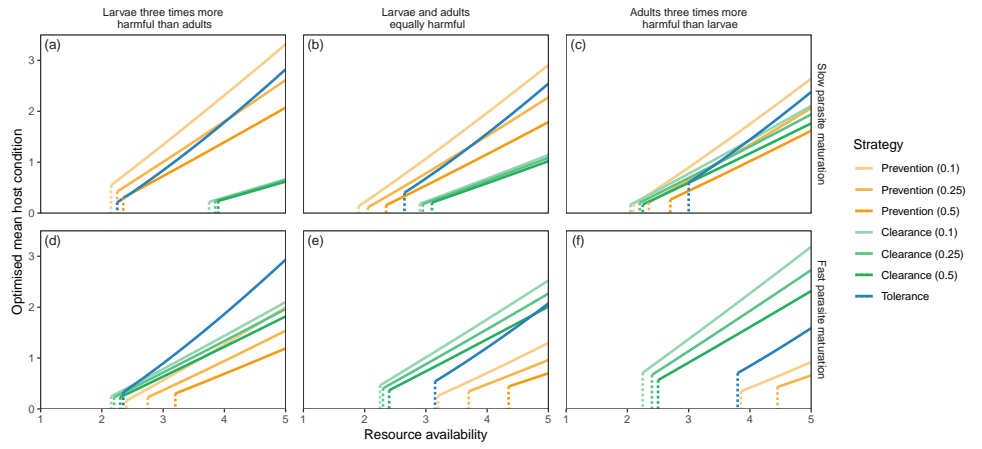 Larvae three times more
harmful than adults
Larvae and adults
equally harmful
Adults three times more
harmful than larvae
(a)
(b)
(c)
3
2
1
0
Slow parasite maturation
Optimised mean host condition
(d)
(e)
(f)
3
2
1
0
Fast parasite maturation
1 2 3 4 5
1 2 3 4 5
1 2 3 4 5
Resource availability
Strategy
Prevention (0.1)
Prevention (0.25)
Prevention (0.5)
Clearance (0.1)
Clearance (0.25)
Clearance (0.5)
Tolerance